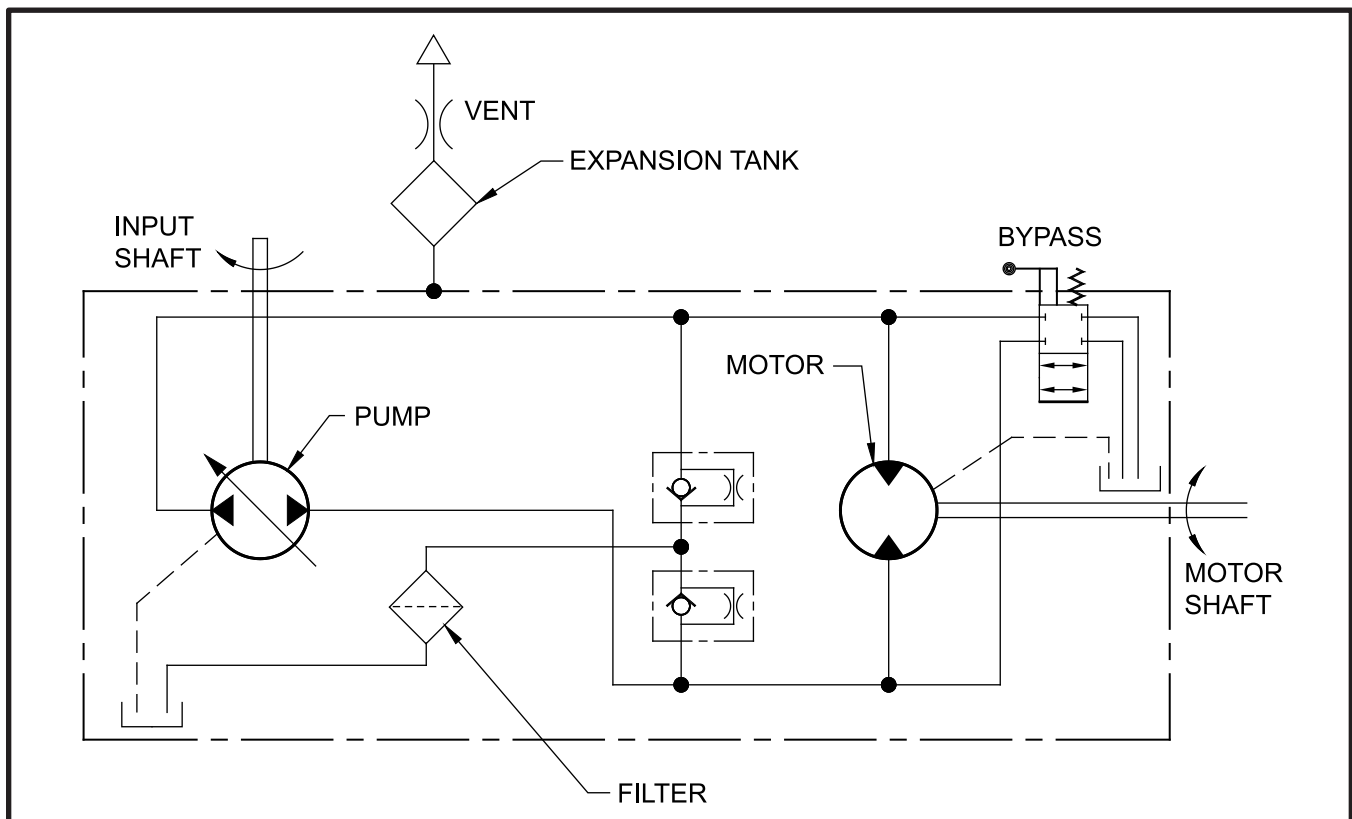 VENT
EXPANSION TANK
INPUT
SHAFT
BYPASS
MOTOR
PUMP
MOTOR
SHAFT
FILTER